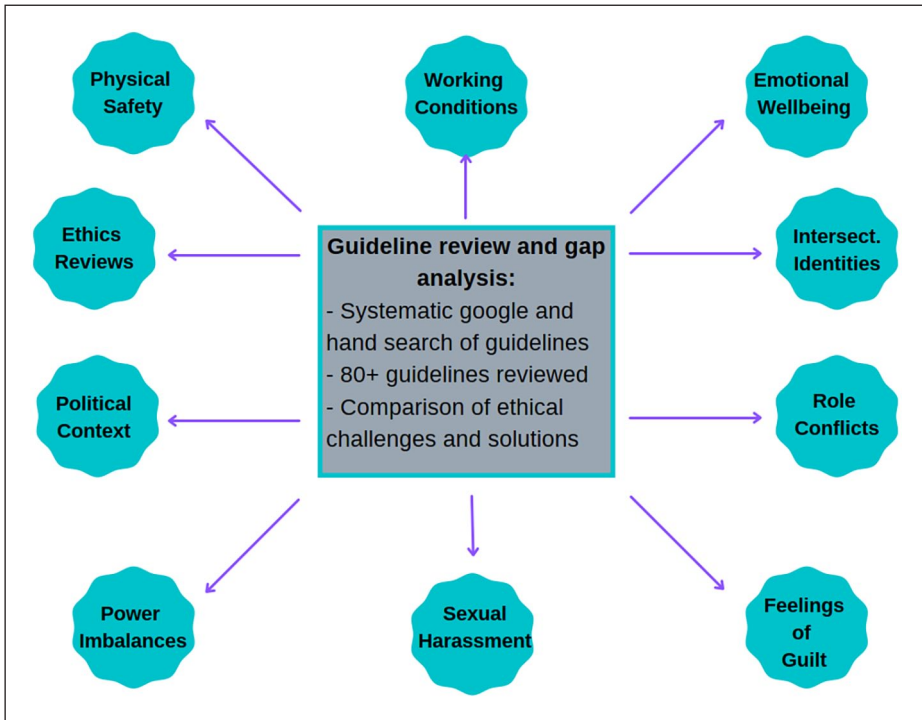 Physical
Safety
Working
Conditions
Emotional
Wellbeing
Ethics
Reviews
Guideline review and gap
analysis:
- Systematic google and
hand search of guidelines
- 80+ guidelines reviewed
- Comparison of ethical
challenges and solutions
Intersect.
Identities
Political
Context
Role
Conflicts
Power
Imbalances
Sexual
Harassment
Feelings
of
Guilt